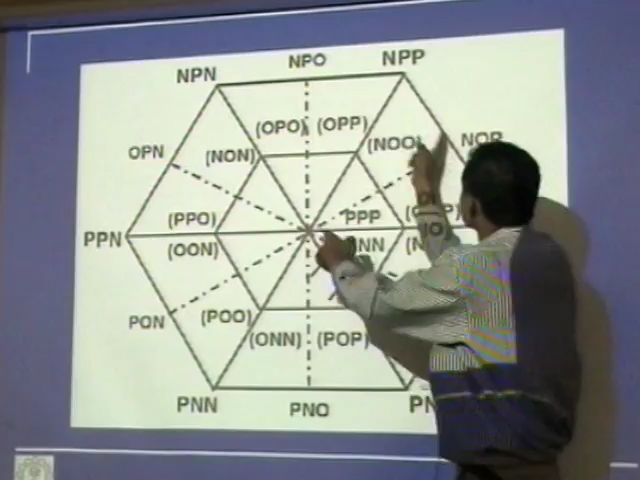 NPO
NPN NPP
(OPO) (OPP)
OPN (NON) (NOO) NOP
(PPO) PPP
PPN
(OON)
PON (POO)
(ONN) (POP)
PNN PNO